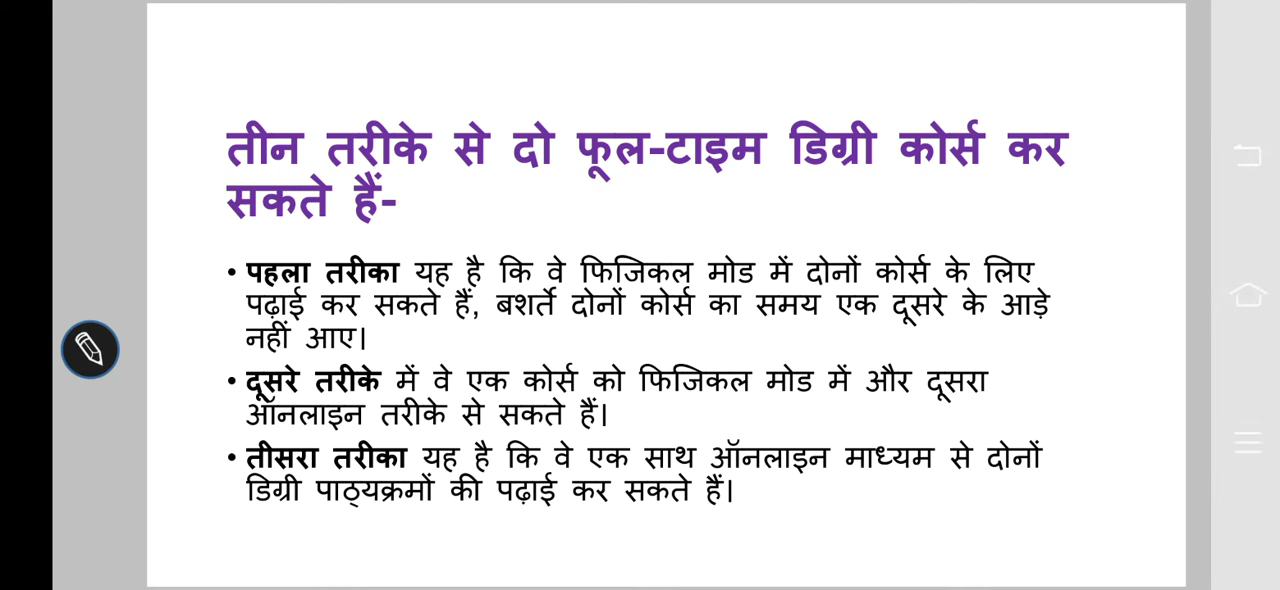 तीन तरीके से दो फूल-टाइम डिग्री कोर्स कर
सकते हैं-
• पहला तरीका यह है कि वे फिजिकल मोड में दोनों कोर्स के लिए
पढ़ाई कर सकते हैं, बशर्ते दोनों कोर्स का समय एक दूसरे के आड़े
नहीं आए।
• दूसरे तरीके में वे एक कोर्स को फिजिकल मोड में और दूसरा
ऑनलाइन तरीके से सकते हैं।
• तीसरा तरीका यह है कि वे एक साथ ऑनलाइन माध्यम से दोनों
डिग्री पाठ्यक्रमों की पढ़ाई कर सकते हैं।